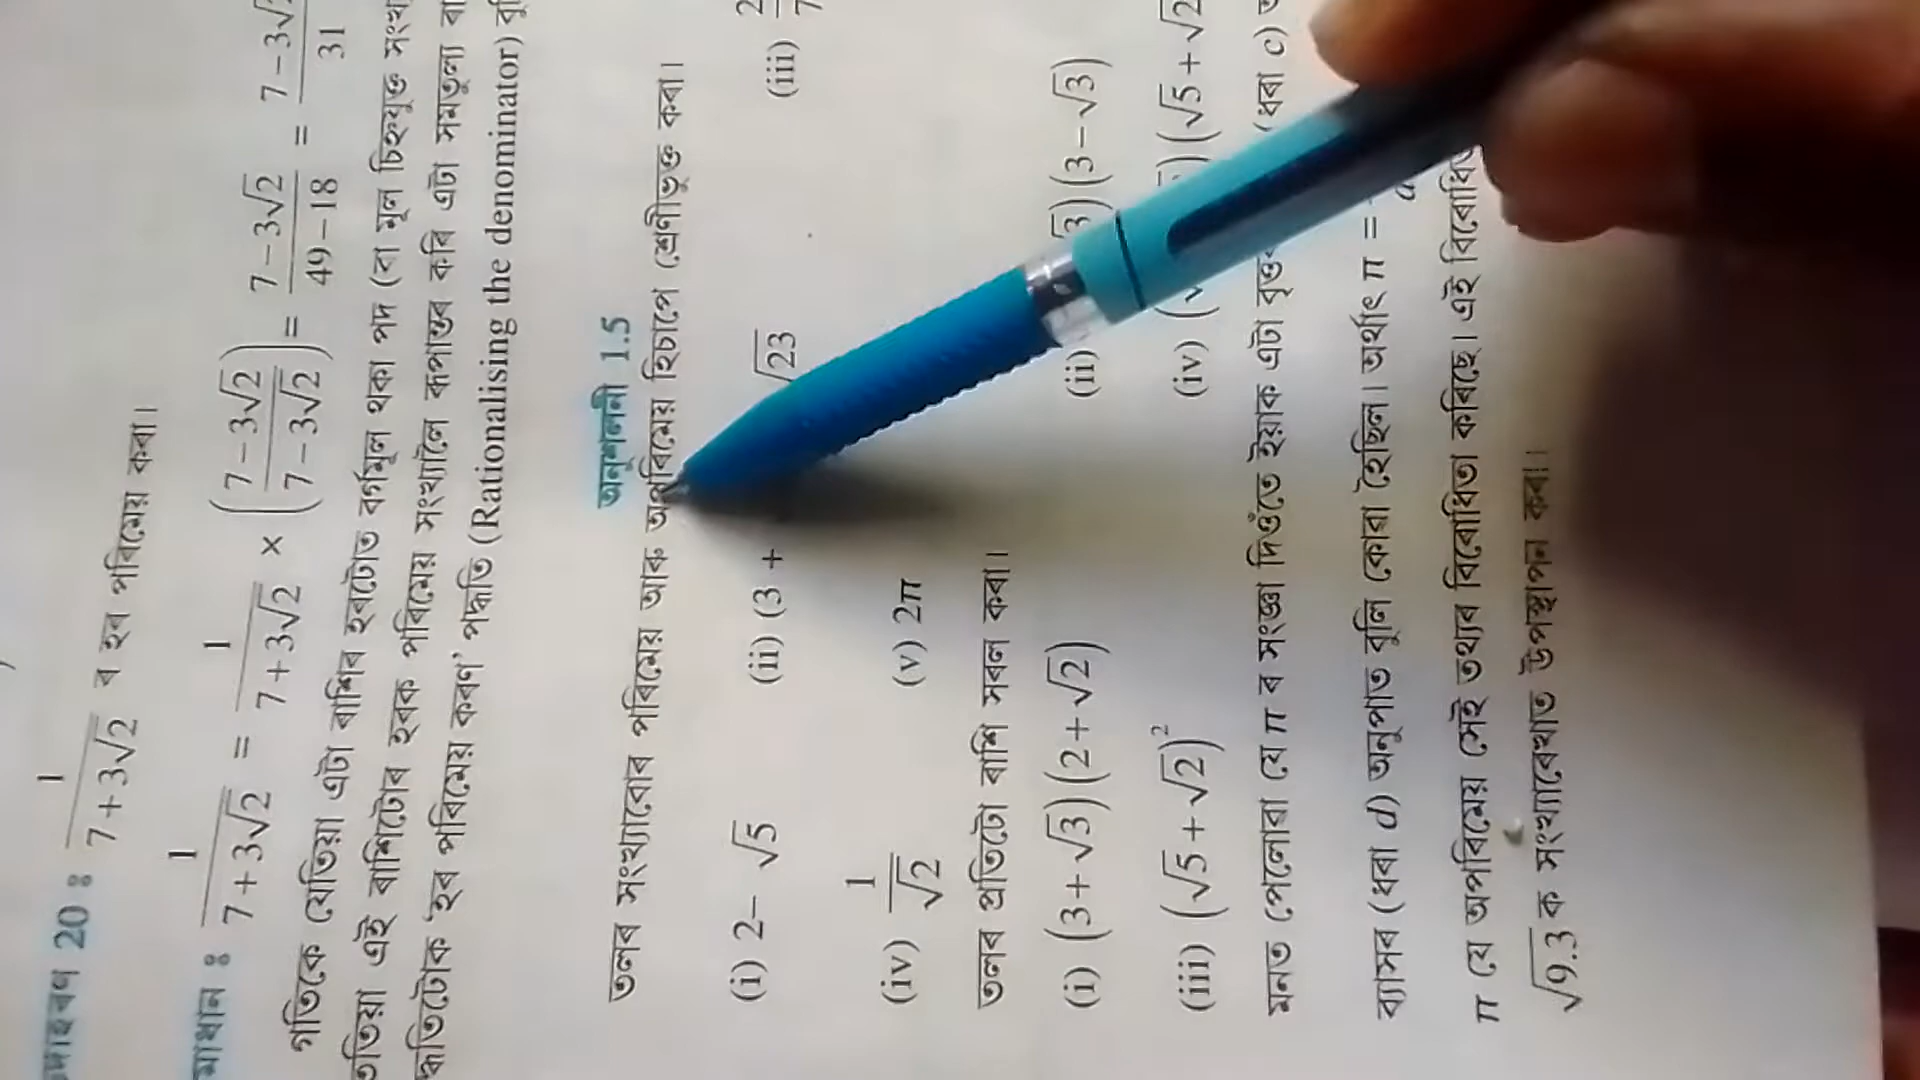 1
7+3√2 ৰ হৰ পৰিমেয় কৰা।
মাধান ঃ 1/(7+3√2) = 1/(7+3√2) × ((7−3√2)/(7−3√2)) = (7−3√2)/(49−18) = 7−3√/31
গতিকে যেতিয়া এটা ৰাশিৰ হৰটোত বৰ্গমূল থকা পদ (বা মূল চিহ্নযুক্ত সংখ্
তেতিয়া এই ৰাশিটোৰ হৰক পৰিমেয় সংখ্যালৈ ৰূপান্তৰ কৰি এটা সমতুল্য ৰা
দ্ধতিটোক 'হৰ পৰিমেয় কৰণ' পদ্ধতি (Rationalising the denominator) বু
অনুশীলনী 1.5
তলৰ সংখ্যাবোৰ পৰিমেয় আৰু অপৰিমেয় হিচাপে শ্ৰেণীভুক্ত কৰা।
(i) 2− √5 (ii) (3 + √23 (iii) 2/7
(iv) 1/√2 (v) 2π
তলৰ প্ৰতিটো ৰাশি সৰল কৰা।
(i) (3+√3)(2+√2) (ii) √3)(3−√3)
(iii) (√5+√2)² (iv) (√ )(√5+√2
মনত পেলোৱা যে π ৰ সংজ্ঞা দিওঁতে ইয়াক এটা বৃত্ত (ধৰা c)
ব্যাসৰ (ধৰা d) অনুপাত বুলি কোৱা হৈছিল। অৰ্থাৎ π =
π যে অপৰিমেয় সেই তথ্যৰ বিৰোধিতা কৰিছে। এই বিৰোধি
√9.3 ক সংখ্যাৰেখাত উপস্থাপন কৰা।